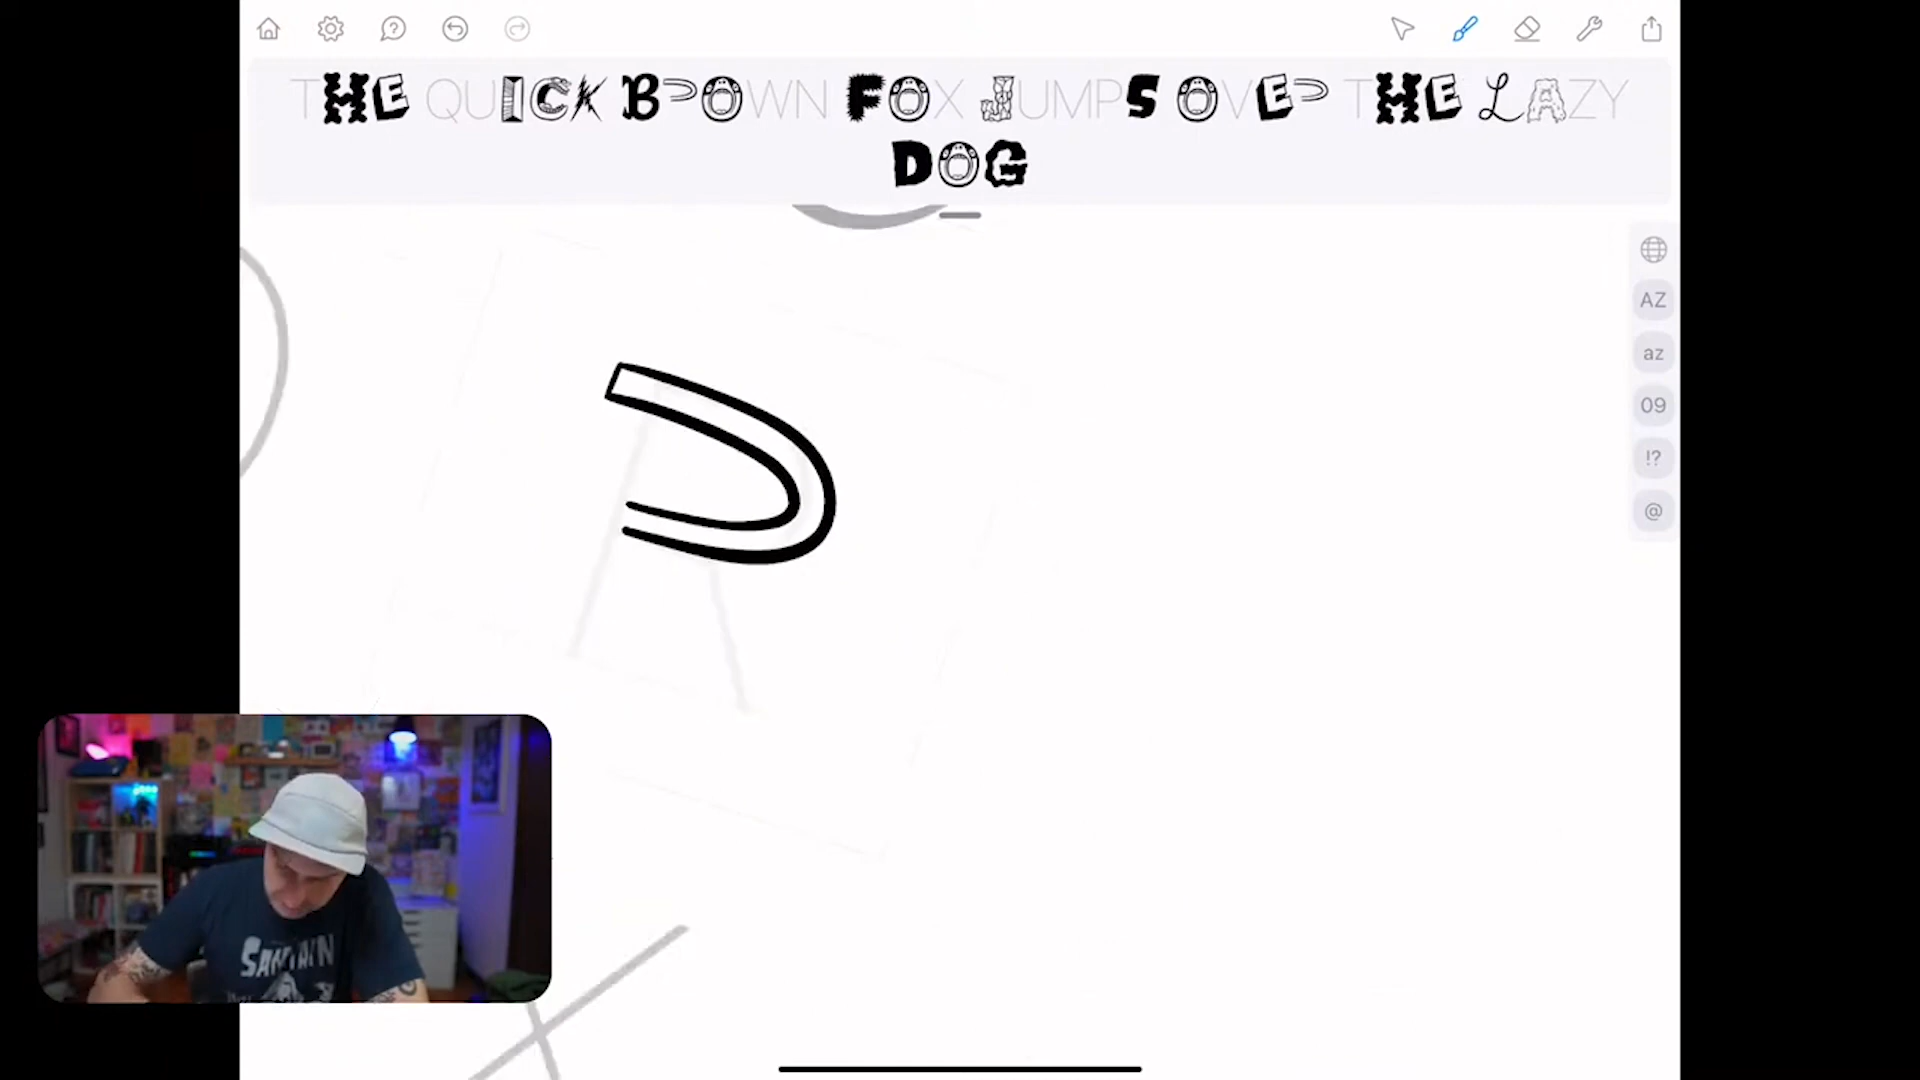 THE QUICK BROWN FOX JUMPS OVER THE LAZY
DOG
AZ
az
09
!?
@